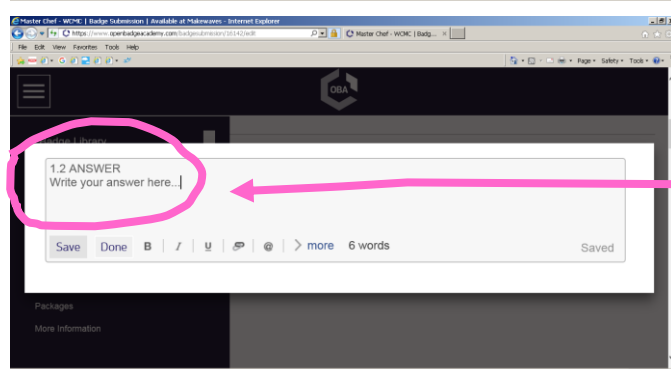 Master Chef - WCMC | Badge Submission | Available at Makewaves - Internet Explorer
https://www.openbadgeacademy.com/badgesubmission/16142/edit
Master Chef - WCMC | Badg...
File Edit View Favorites Tools Help
Page Safety Tools
OBA
Badge Library
1.2 ANSWER
Write your answer here...
Save Done B I U @ > more 6 words Saved
Packages
More Information